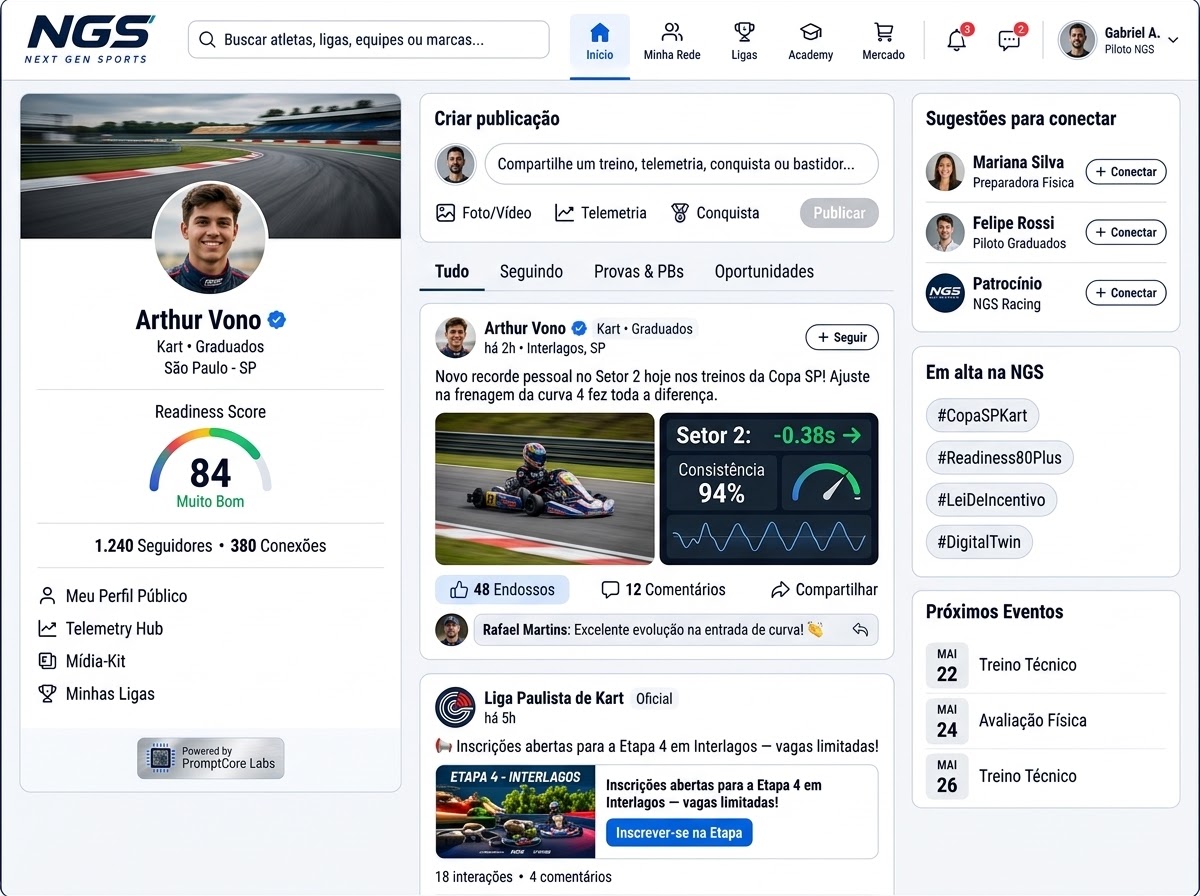 NGS
NEXT GEN SPORTS
Buscar atletas, ligas, equipes ou marcas...
Início
Minha Rede
Ligas
Academy
Mercado
3
2
Gabriel A.
Piloto NGS
Arthur Vono
Kart • Graduados
São Paulo - SP
Readiness Score
84
Muito Bom
1.240 Seguidores • 380 Conexões
Meu Perfil Público
Telemetry Hub
Mídia-Kit
Minhas Ligas
Powered by
PromptCore Labs
Criar publicação
Compartilhe um treino, telemetria, conquista ou bastidor...
Foto/Vídeo
Telemetria
Conquista
Publicar
Tudo
Seguindo
Provas & PBs
Oportunidades
Arthur Vono
Kart • Graduados
há 2h • Interlagos, SP
+ Seguir
Novo recorde pessoal no Setor 2 hoje nos treinos da Copa SP! Ajuste
na frenagem da curva 4 fez toda a diferença.
Setor 2: -0.38s →
Consistência
94%
48 Endossos
12 Comentários
Compartilhar
Rafael Martins: Excelente evolução na entrada de curva! 👏
Liga Paulista de Kart
Oficial
há 5h
Inscrições abertas para a Etapa 4 em Interlagos — vagas limitadas!
ETAPA 4 - INTERLAGOS
Inscrições abertas para a Etapa 4 em
Interlagos — vagas limitadas!
Inscrever-se na Etapa
18 interações • 4 comentários
Sugestões para conectar
Mariana Silva
Preparadora Física
+ Conectar
Felipe Rossi
Piloto Graduados
+ Conectar
NGS
Patrocínio
NGS Racing
+ Conectar
Em alta na NGS
#CopaSPKart
#Readiness80Plus
#LeiDeIncentivo
#DigitalTwin
Próximos Eventos
MAI
22
Treino Técnico
MAI
24
Avaliação Física
MAI
26
Treino Técnico